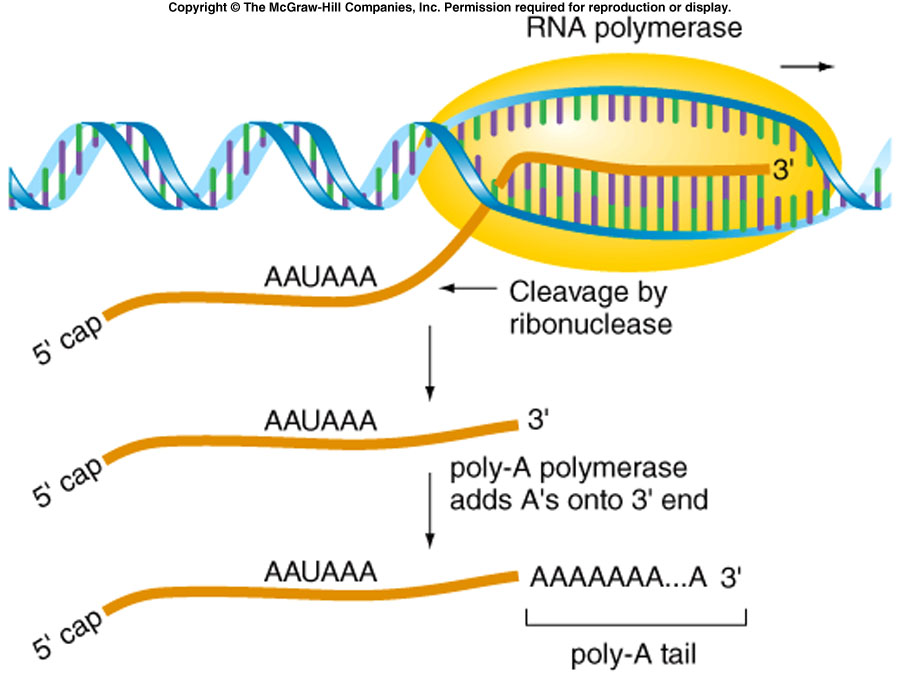 Copyright © The McGraw-Hill Companies, Inc. Permission required for reproduction or display.
RNA polymerase
3'
AAUAAA
Cleavage by
ribonuclease
5' cap
AAUAAA
3'
5' cap
poly-A polymerase
adds A's onto 3' end
AAUAAA
AAAAAAA...A 3'
5' cap
poly-A tail